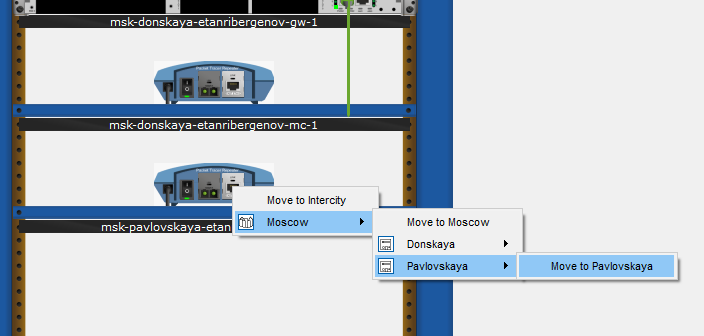 msk-donskaya-etanribergenov-gw-1
Packet Tracer Repeater
msk-donskaya-etanribergenov-mc-1
Packet Tracer Repeater
msk-pavlovskaya-etan
Move to Intercity
Moscow
Move to Moscow
Donskaya
Pavlovskaya
Move to Pavlovskaya